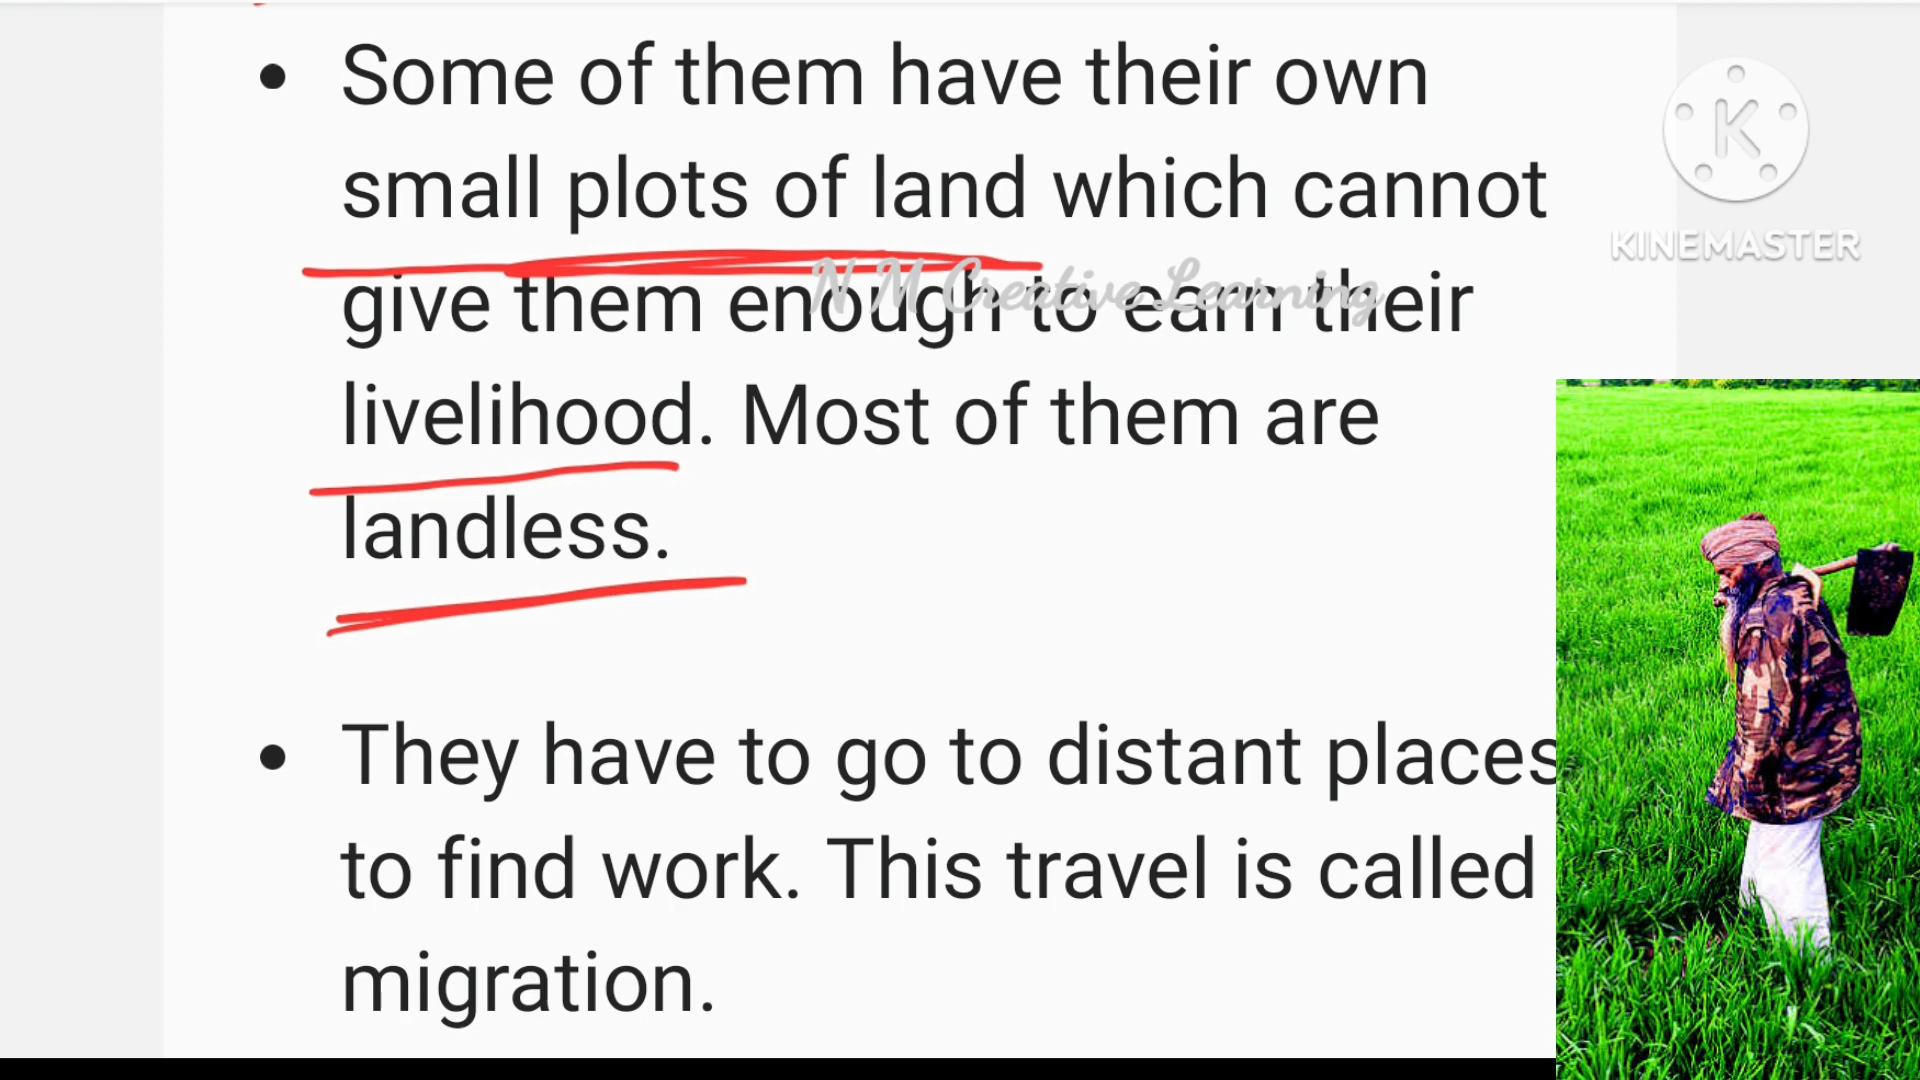 • Some of them have their own
small plots of land which cannot
give them enough to earn their
livelihood. Most of them are
landless.
• They have to go to distant places
to find work. This travel is called
migration.
K
KINEMASTER
N M Creative Learning